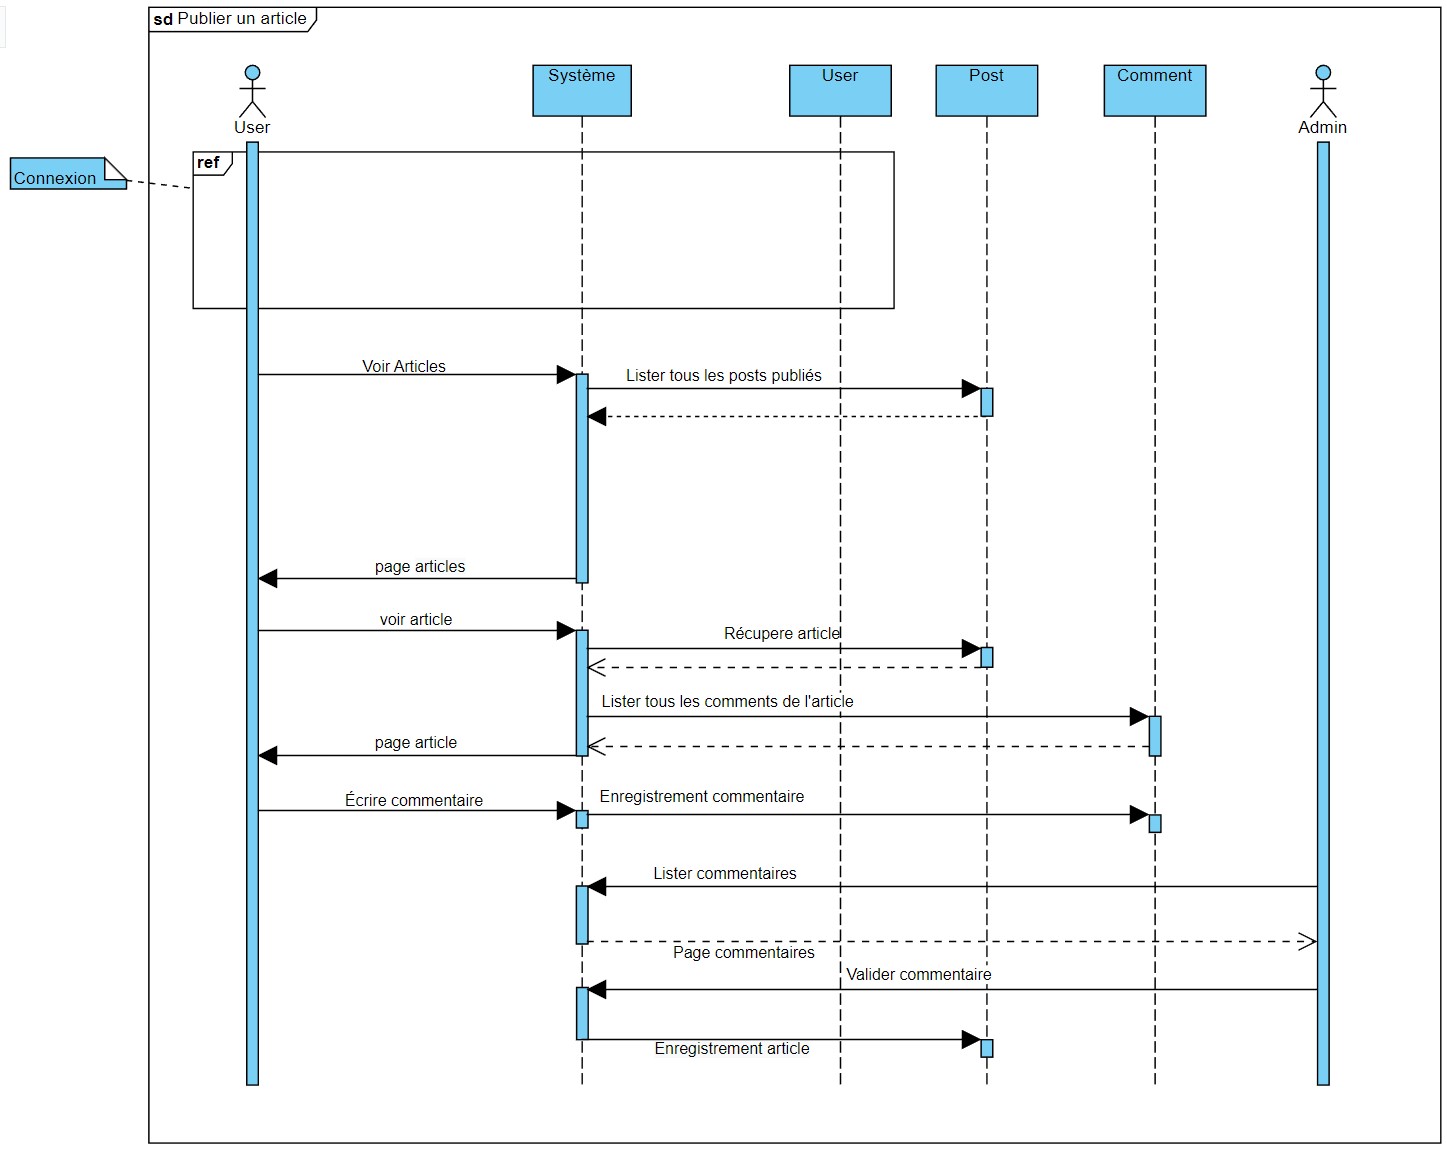 sd Publier un article
Système
User
Post
Comment
User
Admin
ref
Connexion
Voir Articles
Lister tous les posts publiés
page articles
voir article
Récupere article
Lister tous les comments de l'article
page article
Écrire commentaire
Enregistrement commentaire
Lister commentaires
Page commentaires
Valider commentaire
Enregistrement article